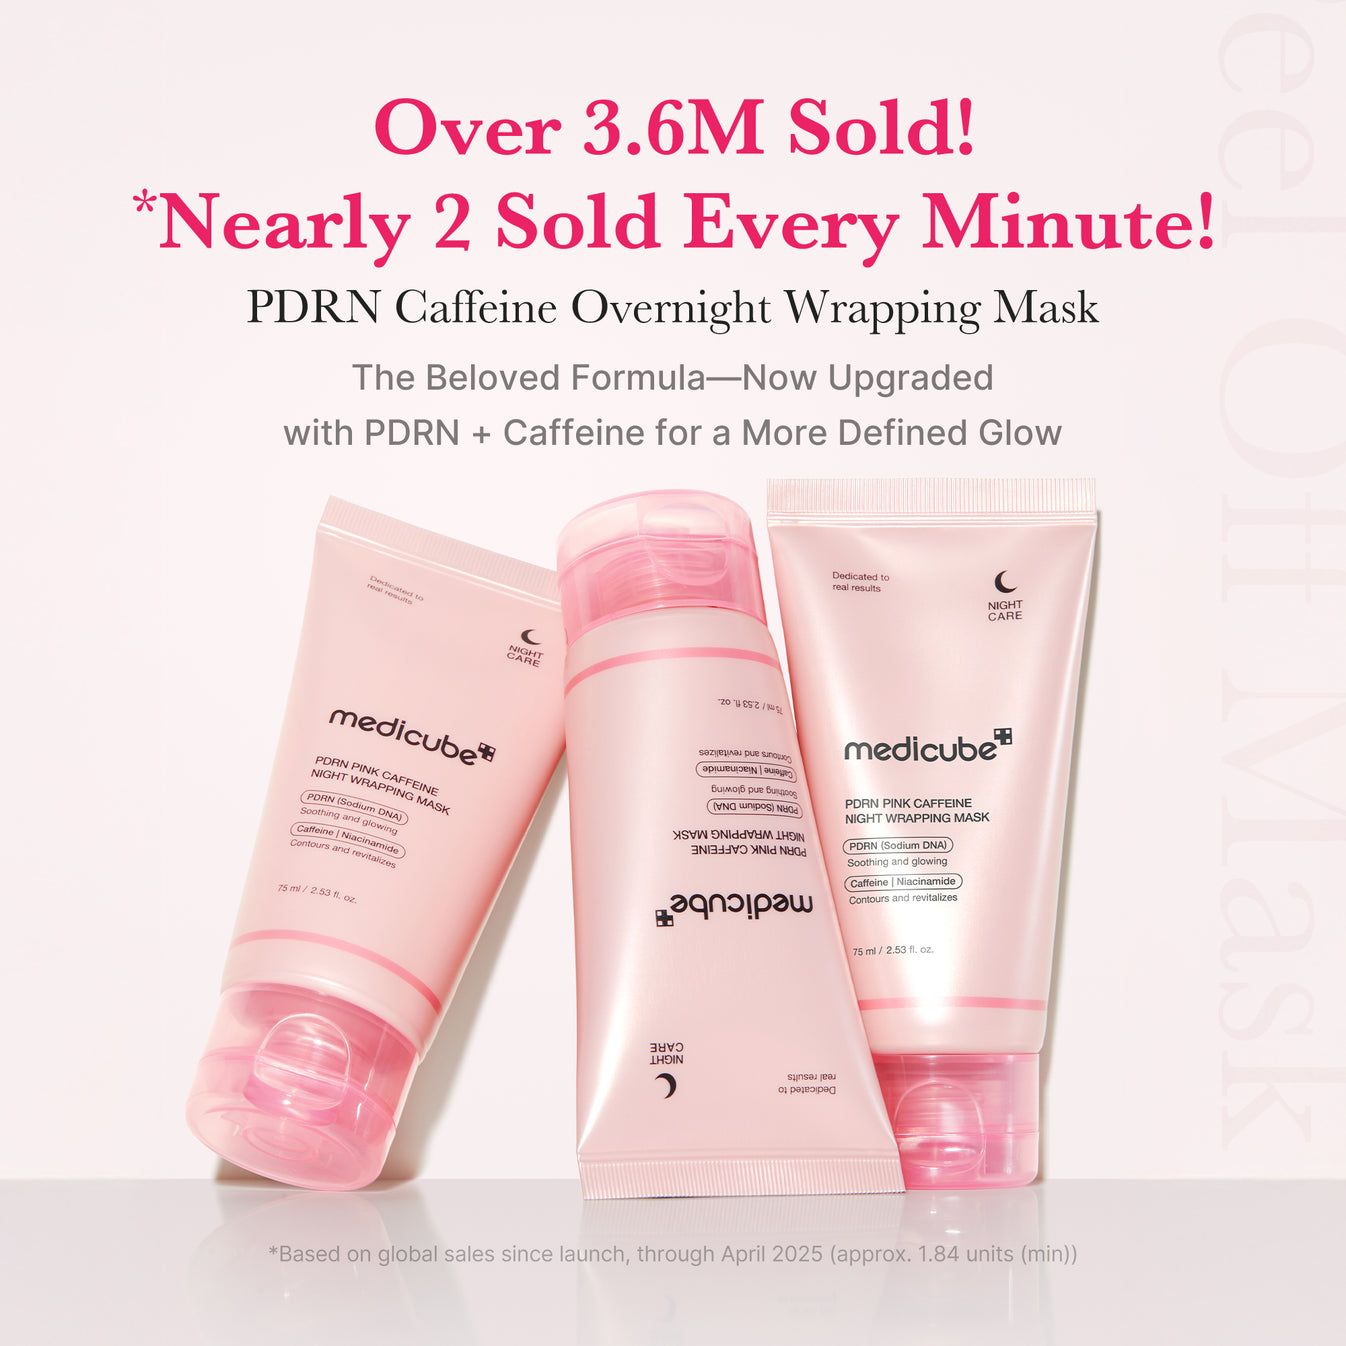 Over 3.6M Sold!
*Nearly 2 Sold Every Minute!
PDRN Caffeine Overnight Wrapping Mask
The Beloved Formula—Now Upgraded
with PDRN + Caffeine for a More Defined Glow
Peel Off Mask
Dedicated to
real results
NIGHT
CARE
medicube
PDRN PINK CAFFEINE
NIGHT WRAPPING MASK
PDRN (Sodium DNA)
Soothing and glowing
Caffeine | Niacinamide
Contours and revitalizes
75 ml / 2.53 fl. oz.
75 ml / 2.53 fl. oz.
Contours and revitalizes
Caffeine | Niacinamide
Soothing and glowing
PDRN (Sodium DNA)
NIGHT WRAPPING MASK
PDRN PINK CAFFEINE
medicube
NIGHT
CARE
Dedicated to
real results
Dedicated to
real results
NIGHT
CARE
medicube
PDRN PINK CAFFEINE
NIGHT WRAPPING MASK
PDRN (Sodium DNA)
Soothing and glowing
Caffeine | Niacinamide
Contours and revitalizes
75 ml / 2.53 fl. oz.
*Based on global sales since launch, through April 2025 (approx. 1.84 units (min))